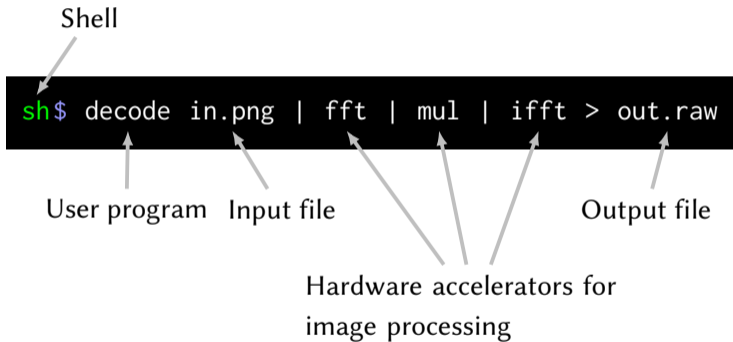 Shell
sh$ decode in.png | fft | mul | ifft > out.raw
User program
Input file
Output file
Hardware accelerators for
image processing